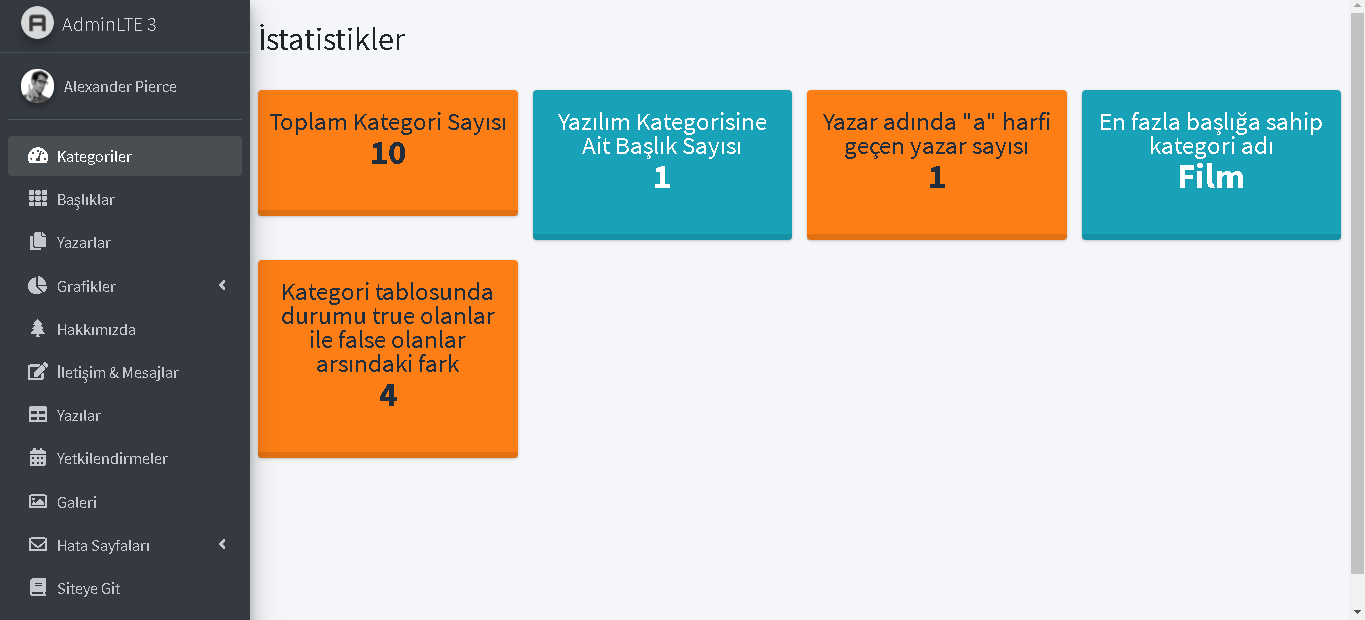 AdminLTE 3
Alexander Pierce
Kategoriler
Başlıklar
Yazarlar
Grafikler
Hakkımızda
İletişim & Mesajlar
Yazılar
Yetkilendirmeler
Galeri
Hata Sayfaları
Siteye Git
İstatistikler
Toplam Kategori Sayısı
10
Yazılım Kategorisine
Ait Başlık Sayısı
1
Yazar adında "a" harfi
geçen yazar sayısı
1
En fazla başlığa sahip
kategori adı
Film
Kategori tablosunda
durumu true olanlar
ile false olanlar
arsındaki fark
4